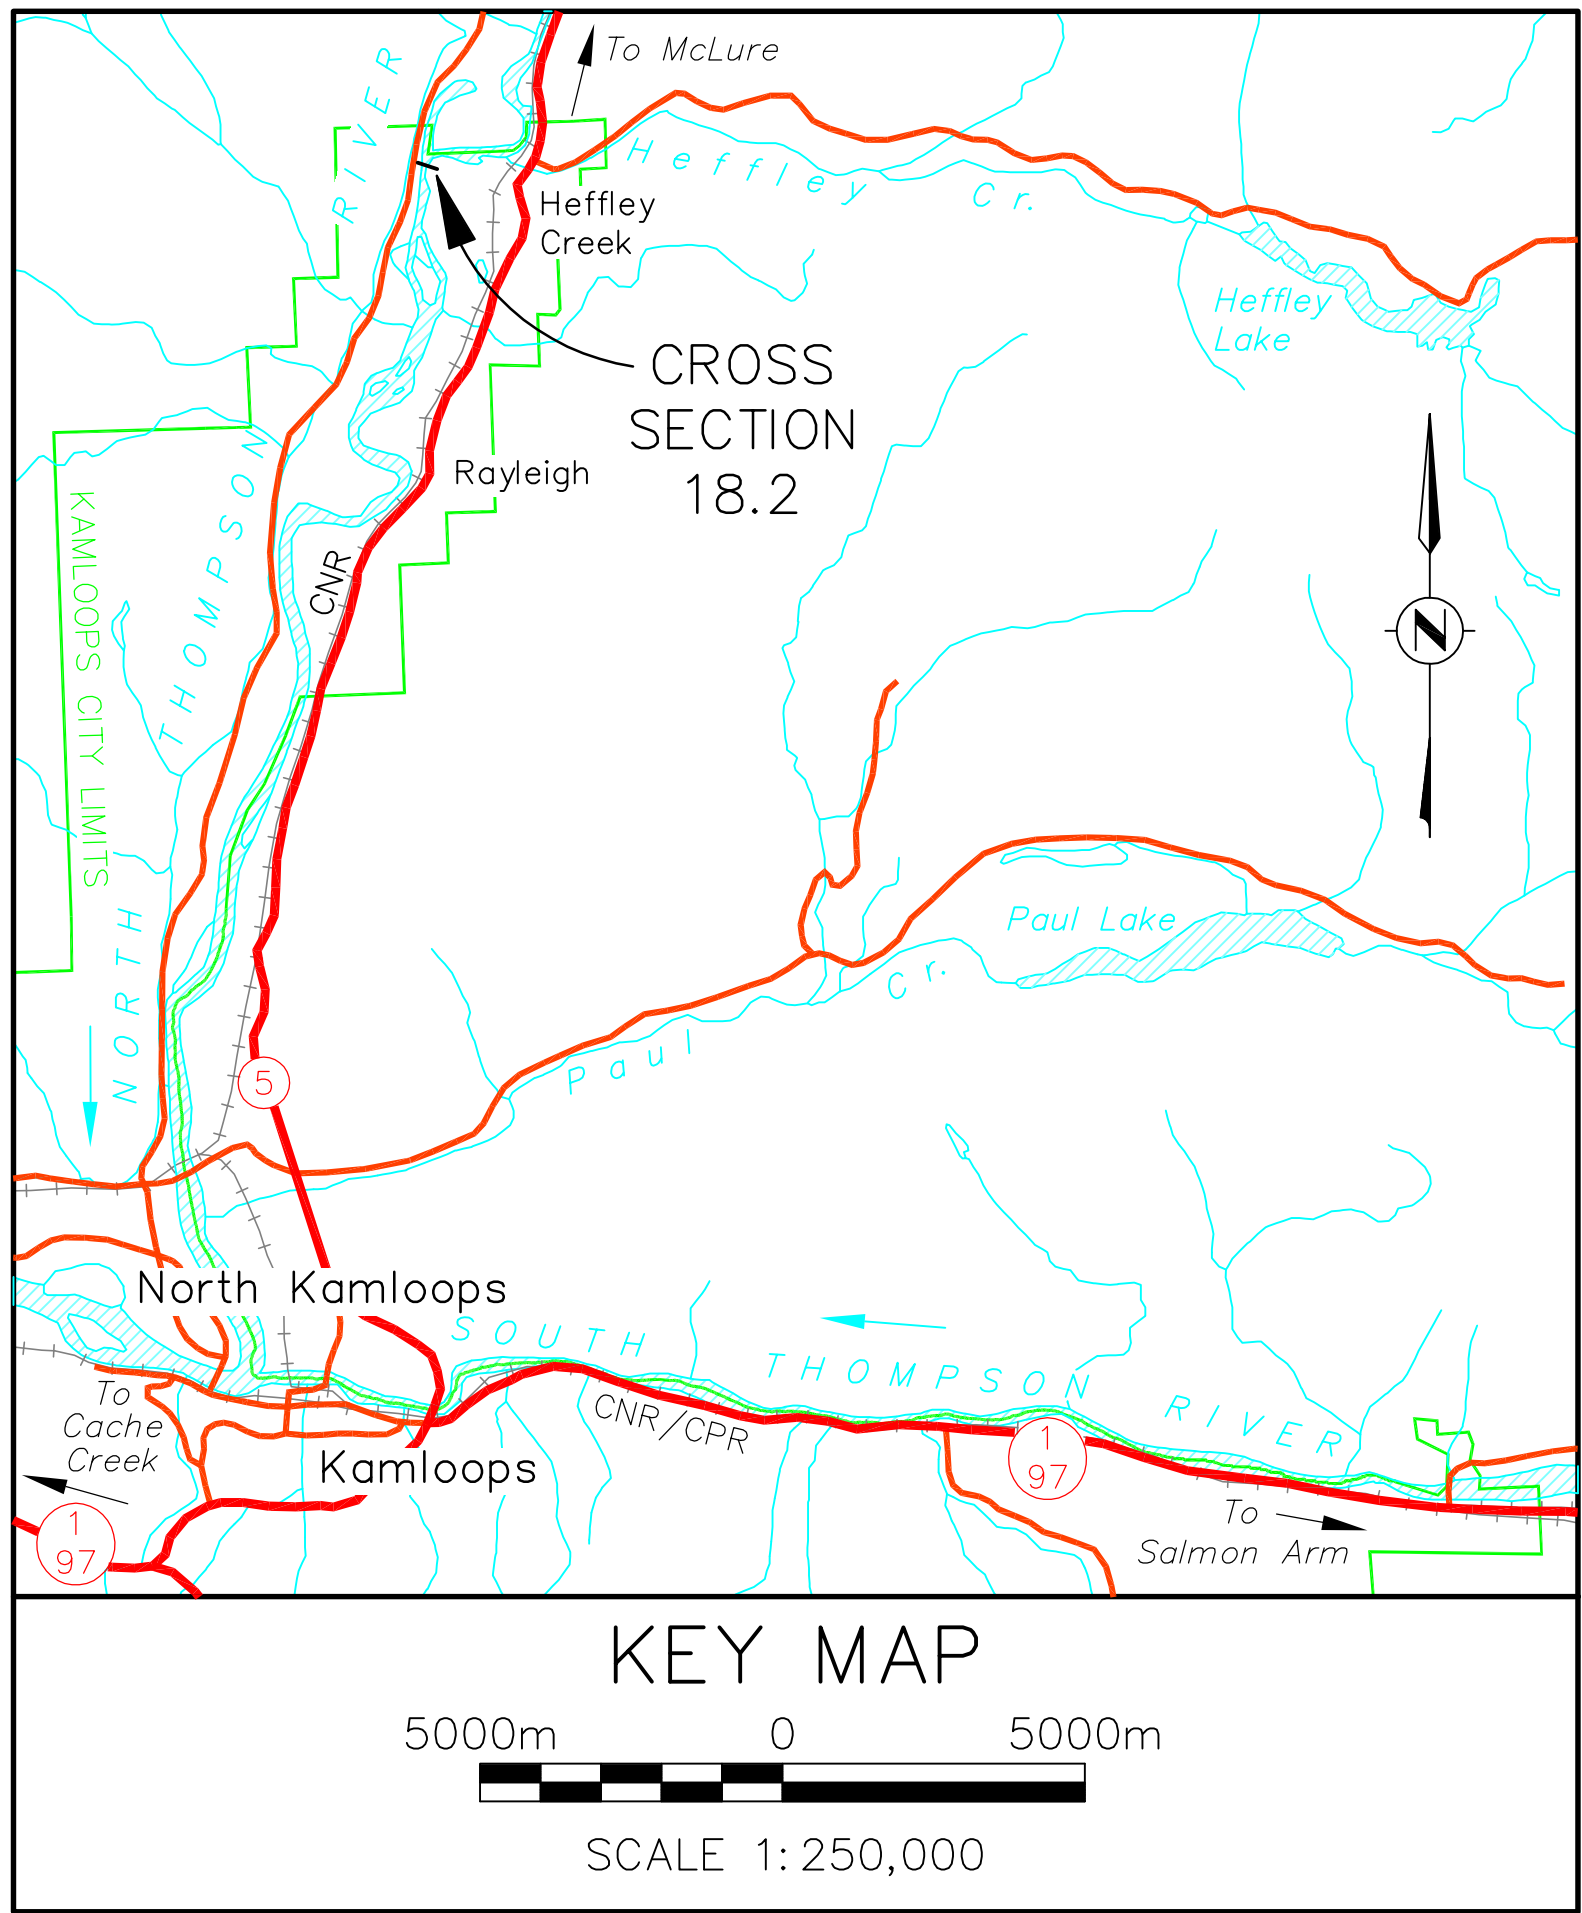 To McLure
RIVER
Heffley Cr.
Heffley
Creek
Heffley
Lake
CROSS
SECTION
18.2
Rayleigh
THOMPSON
KAMLOOPS CITY LIMITS
CNR
N
NORTH
Paul Lake
Paul Cr.
5
North Kamloops
SOUTH THOMPSON RIVER
To
Cache
Creek
CNR/CPR
Kamloops
1
97
1
97
To
Salmon Arm
KEY MAP
5000m 0 5000m
SCALE 1:250,000